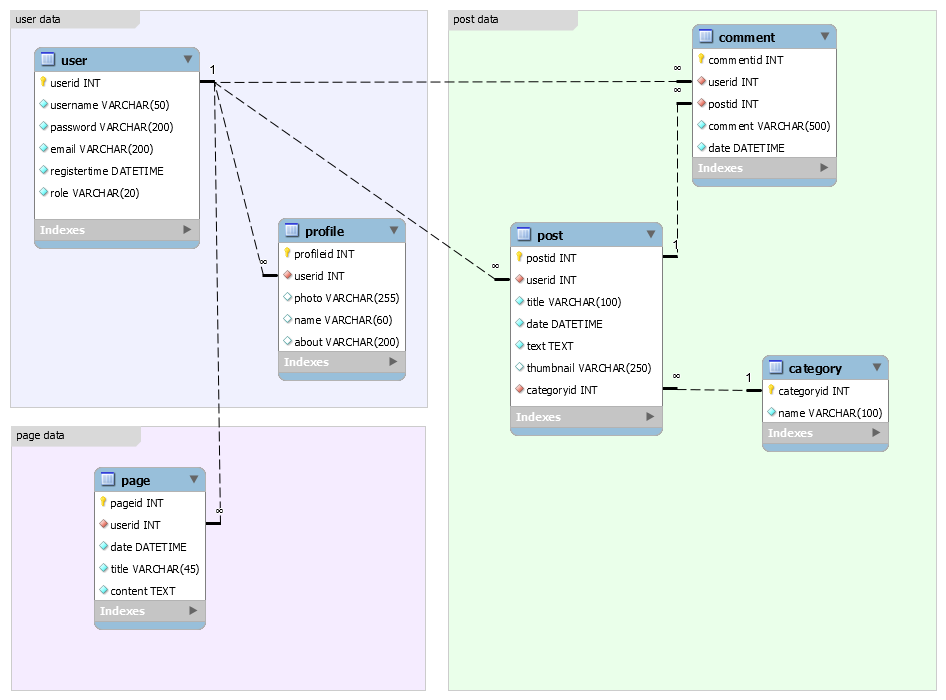 user data
user
userid INT
username VARCHAR(50)
password VARCHAR(200)
email VARCHAR(200)
registertime DATETIME
role VARCHAR(20)
Indexes
1
∞
profile
profileid INT
userid INT
photo VARCHAR(255)
name VARCHAR(60)
about VARCHAR(200)
Indexes
page data
page
pageid INT
userid INT
date DATETIME
title VARCHAR(45)
content TEXT
Indexes
∞
post data
comment
commentid INT
userid INT
postid INT
comment VARCHAR(500)
date DATETIME
Indexes
∞
∞
post
postid INT
userid INT
title VARCHAR(100)
date DATETIME
text TEXT
thumbnail VARCHAR(250)
categoryid INT
Indexes
∞
1
∞
1
category
categoryid INT
name VARCHAR(100)
Indexes